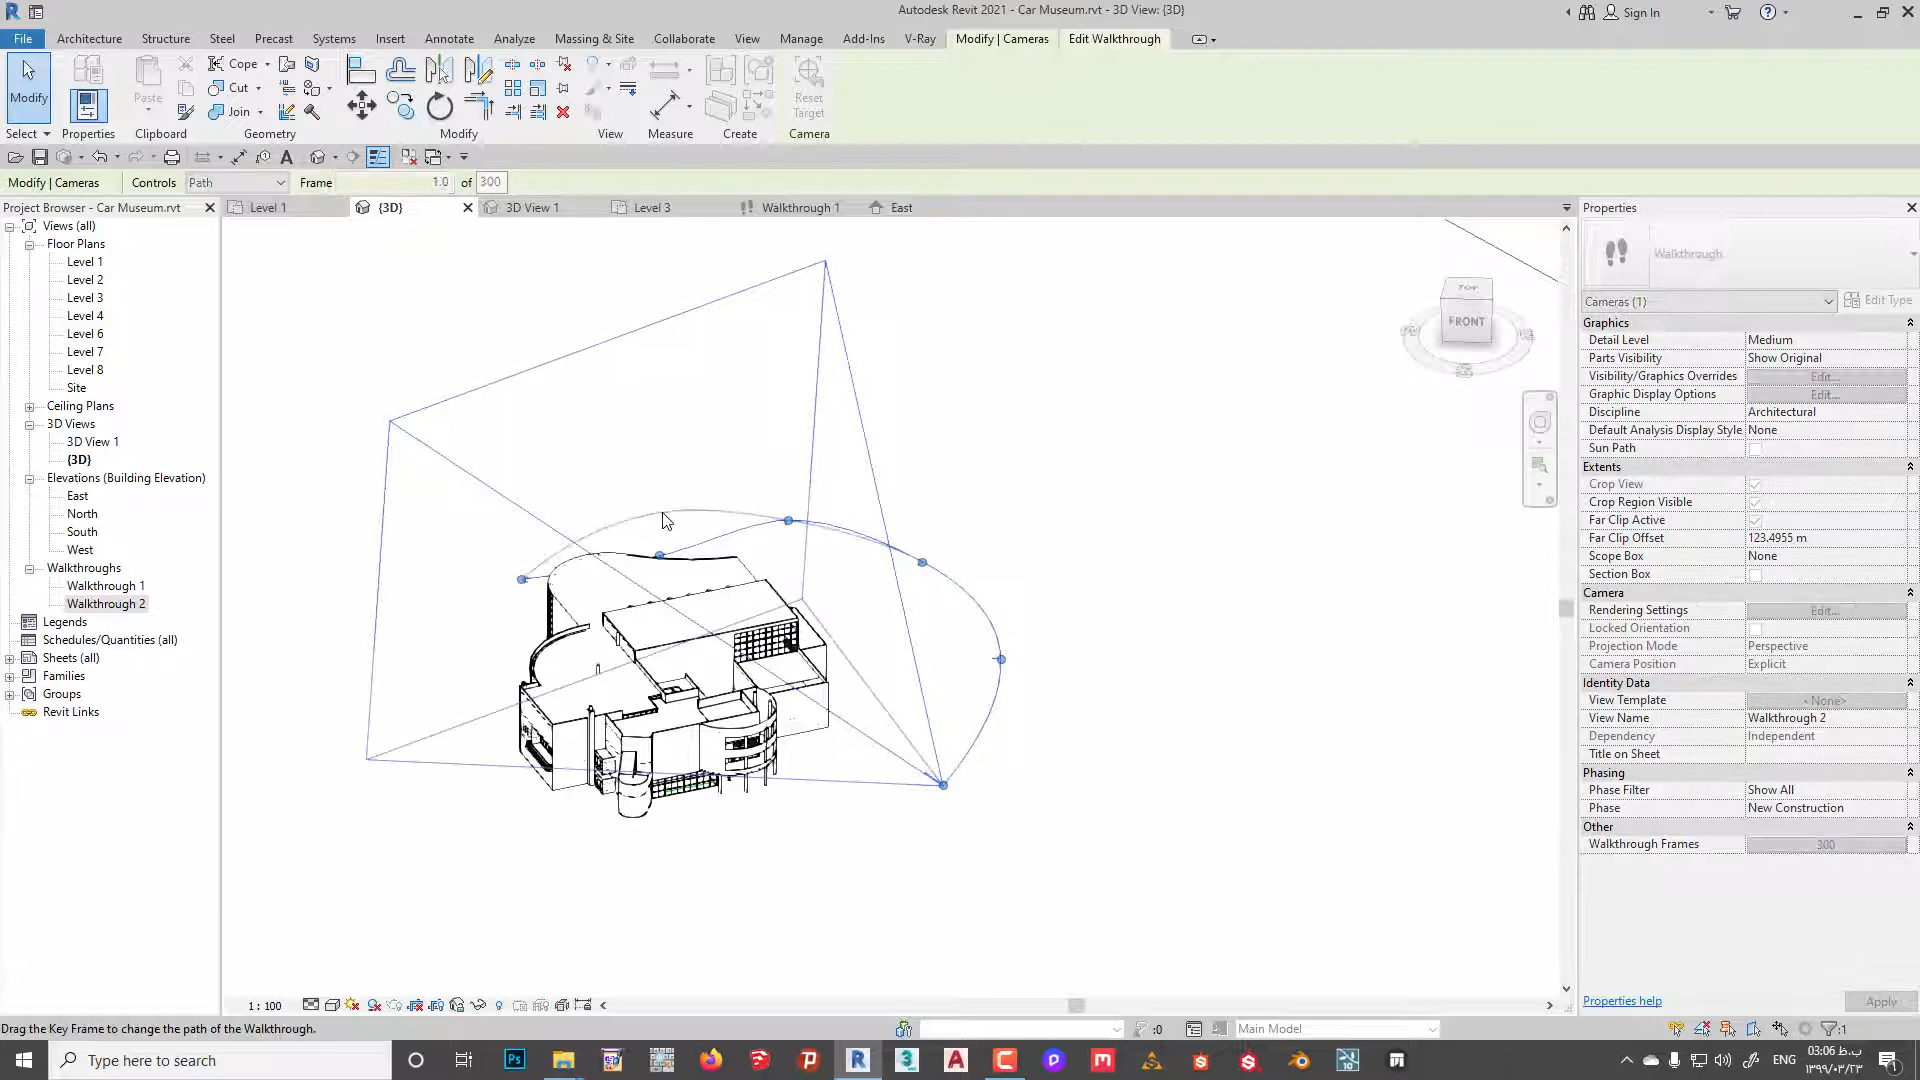 Autodesk Revit 2021 - Car Museum.rvt - 3D View: {3D}
Sign In
File Architecture Structure Steel Precast Systems Insert Annotate Analyze Massing & Site Collaborate View Manage Add-Ins V-Ray Modify | Cameras Edit Walkthrough
Modify
Paste
Cope
Cut
Join
Reset
Target
Select Properties Clipboard Geometry Modify View Measure Create Camera
Modify | Cameras Controls Path Frame 1.0 of 300
Project Browser - Car Museum.rvt
Level 1 {3D} 3D View 1 Level 3 Walkthrough 1 East
Views (all)
Floor Plans
Level 1
Level 2
Level 3
Level 4
Level 6
Level 7
Level 8
Site
Ceiling Plans
3D Views
3D View 1
{3D}
Elevations (Building Elevation)
East
North
South
West
Walkthroughs
Walkthrough 1
Walkthrough 2
Legends
Schedules/Quantities (all)
Sheets (all)
Families
Groups
Revit Links
TOP
FRONT
Properties
Walkthrough
Cameras (1) Edit Type
Graphics
Detail Level Medium
Parts Visibility Show Original
Visibility/Graphics Overrides Edit...
Graphic Display Options Edit...
Discipline Architectural
Default Analysis Display Style None
Sun Path
Extents
Crop View
Crop Region Visible
Far Clip Active
Far Clip Offset 123.4955 m
Scope Box None
Section Box
Camera
Rendering Settings Edit...
Locked Orientation
Projection Mode Perspective
Camera Position Explicit
Identity Data
View Template <None>
View Name Walkthrough 2
Dependency Independent
Title on Sheet
Phasing
Phase Filter Show All
Phase New Construction
Other
Walkthrough Frames 300
Properties help Apply
1 : 100
Drag the Key Frame to change the path of the Walkthrough.
:0
Main Model
:1
Type here to search
ENG
03:06 ب.ظ
۱۳۹۹/۰۳/۲۳